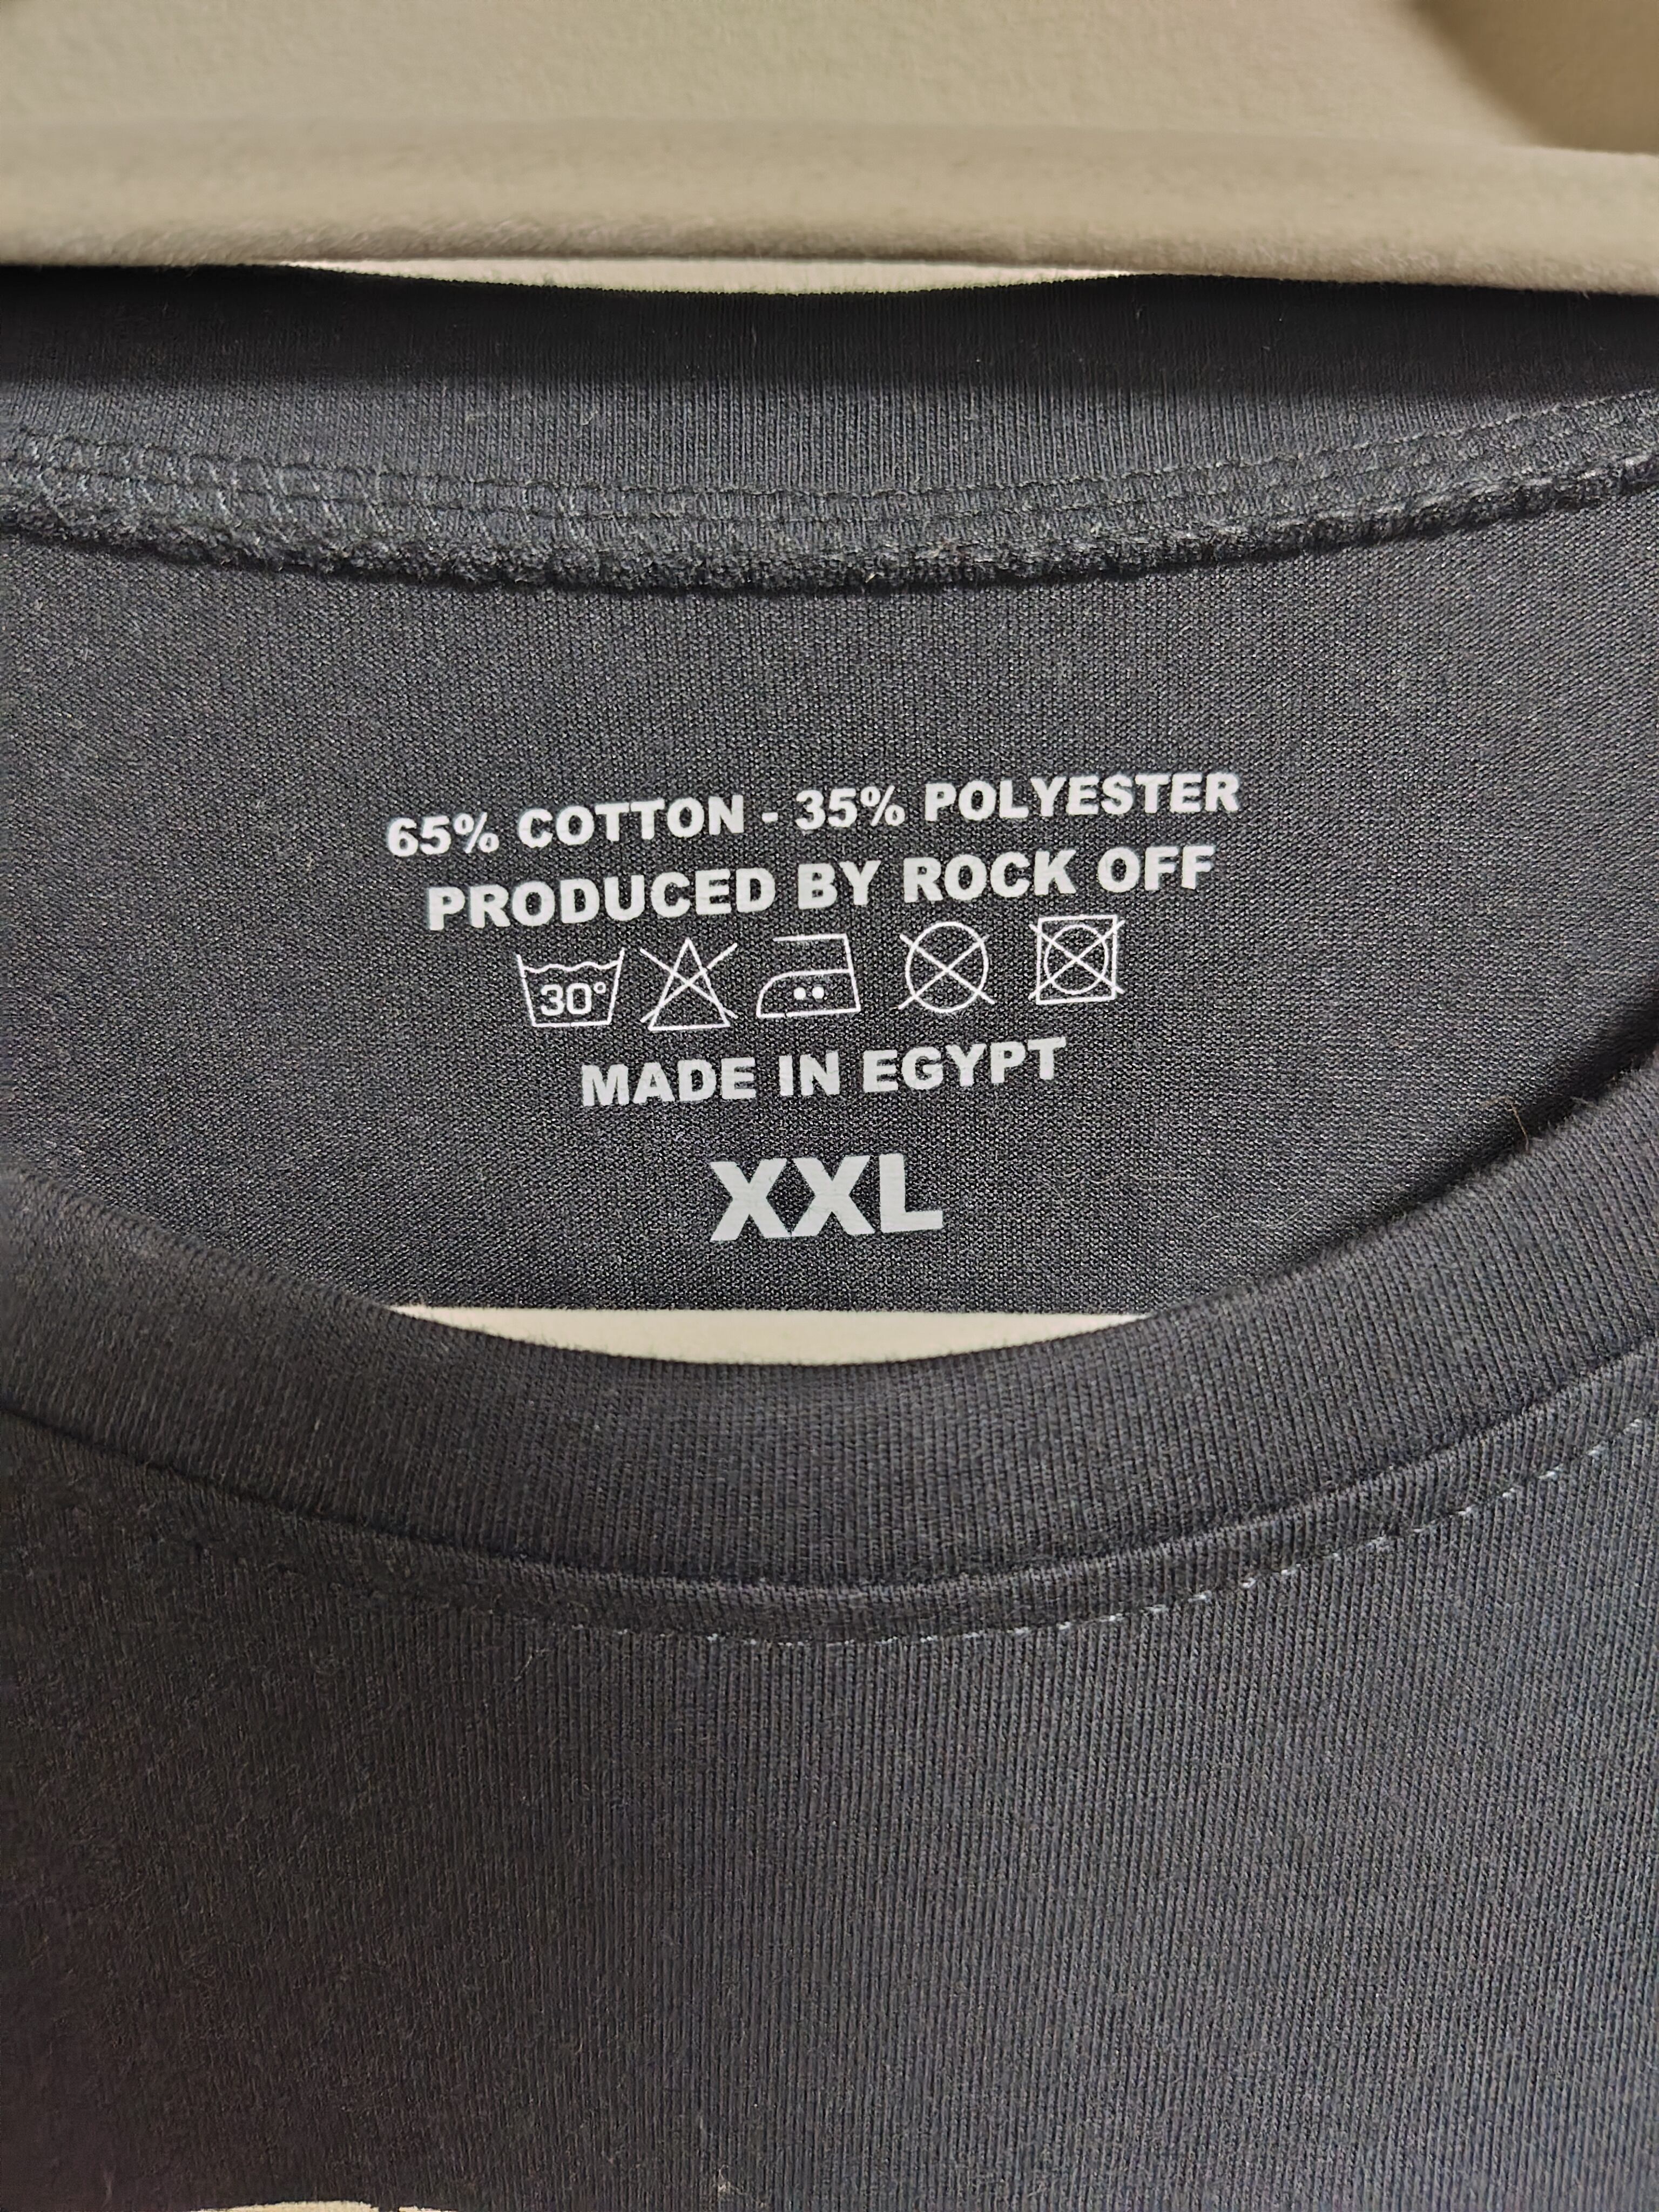 65% COTTON - 35% POLYESTER
PRODUCED BY ROCK OFF
30°
MADE IN EGYPT
XXL